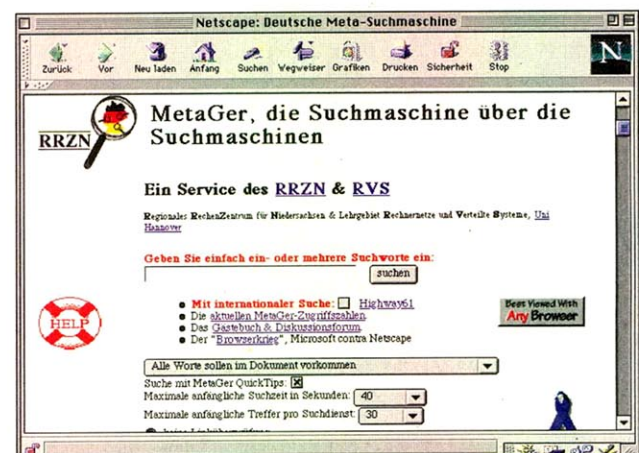 Netscape: Deutsche Meta-Suchmaschine
Zurück Vor Neu laden Anfang Suchen Wegweiser Grafiken Drucken Sicherheit Stop
N
RRZN
MetaGer, die Suchmaschine über die
Suchmaschinen
Ein Service des RRZN & RVS
Regionales RechenZentrum für Niedersachsen & Lehrgebiet Rechnernetze und Verteilte Systeme, Uni
Hannover
Geben Sie einfach ein- oder mehrere Suchworte ein:
suchen
HELP
Mit internationaler Suche: Highway61
Die aktuellen MetaGer-Zugriffszahlen.
Das Gästebuch & Diskussionsforum.
Der "Browserkrieg", Microsoft contra Netscape
Best Viewed With
Any Browser
Alle Worte sollen im Dokument vorkommen
Suche mit MetaGer QuickTips:
Maximale anfängliche Suchzeit in Sekunden: 40
Maximale anfängliche Treffer pro Suchdienst: 30